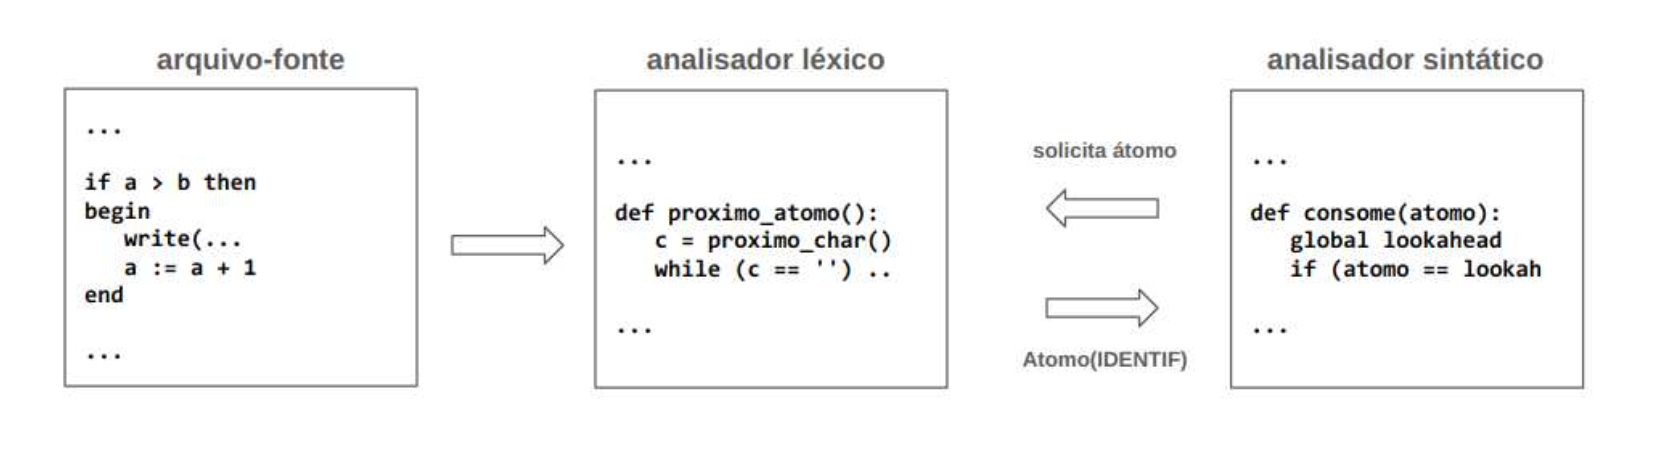 arquivo-fonte
...
if a > b then
begin
write(...
a := a + 1
end
...
analisador léxico
...
def proximo_atomo():
c = proximo_char()
while (c == '') ..
...
solicita átomo
Atomo(IDENTIF)
analisador sintático
...
def consome(atomo):
global lookahead
if (atomo == lookah
...